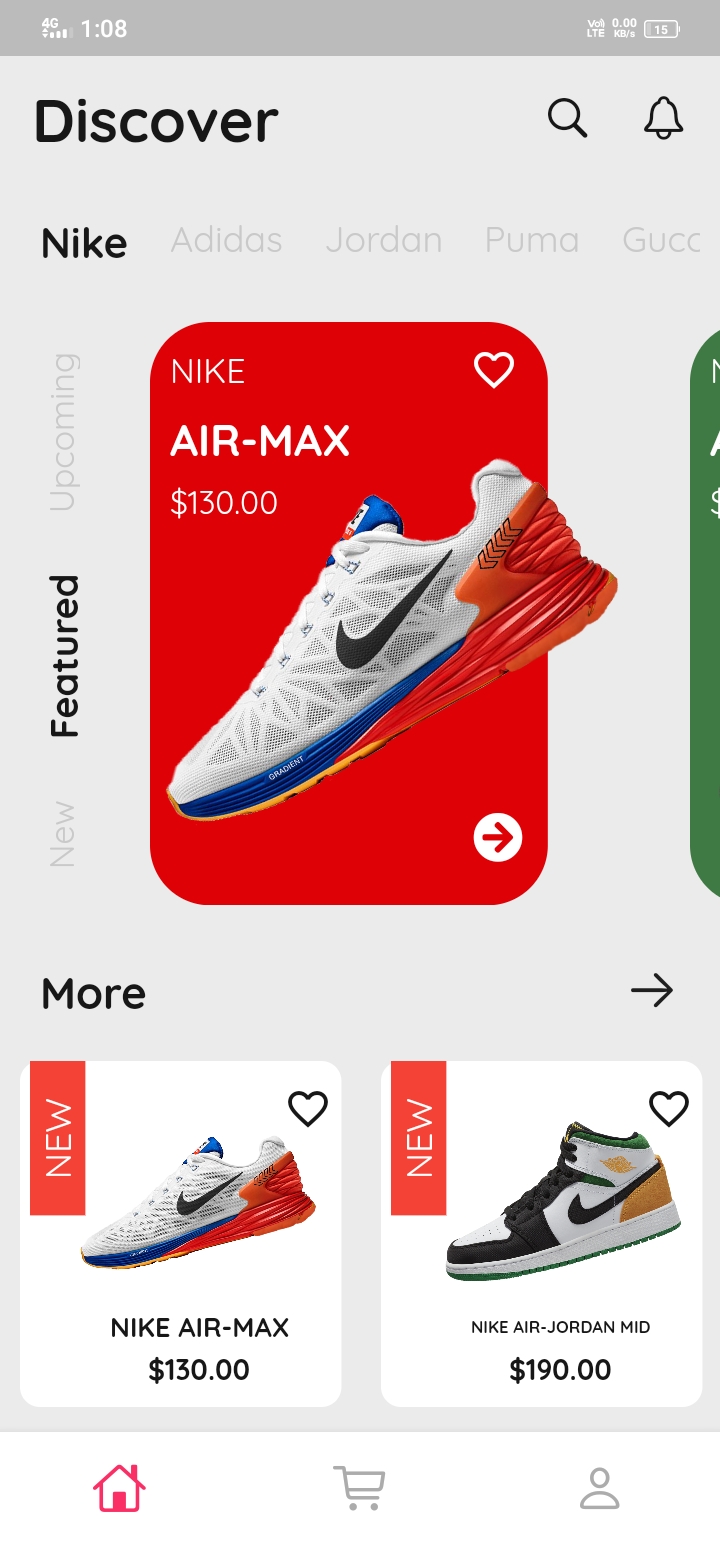 4G 1:08 Vo) LTE 0.00 KB/s 15
Discover
Nike Adidas Jordan Puma Gucc
Upcoming
Featured
New
NIKE
AIR-MAX
$130.00
GRADIENT
More
NEW
NIKE AIR-MAX
$130.00
NEW
NIKE AIR-JORDAN MID
$190.00